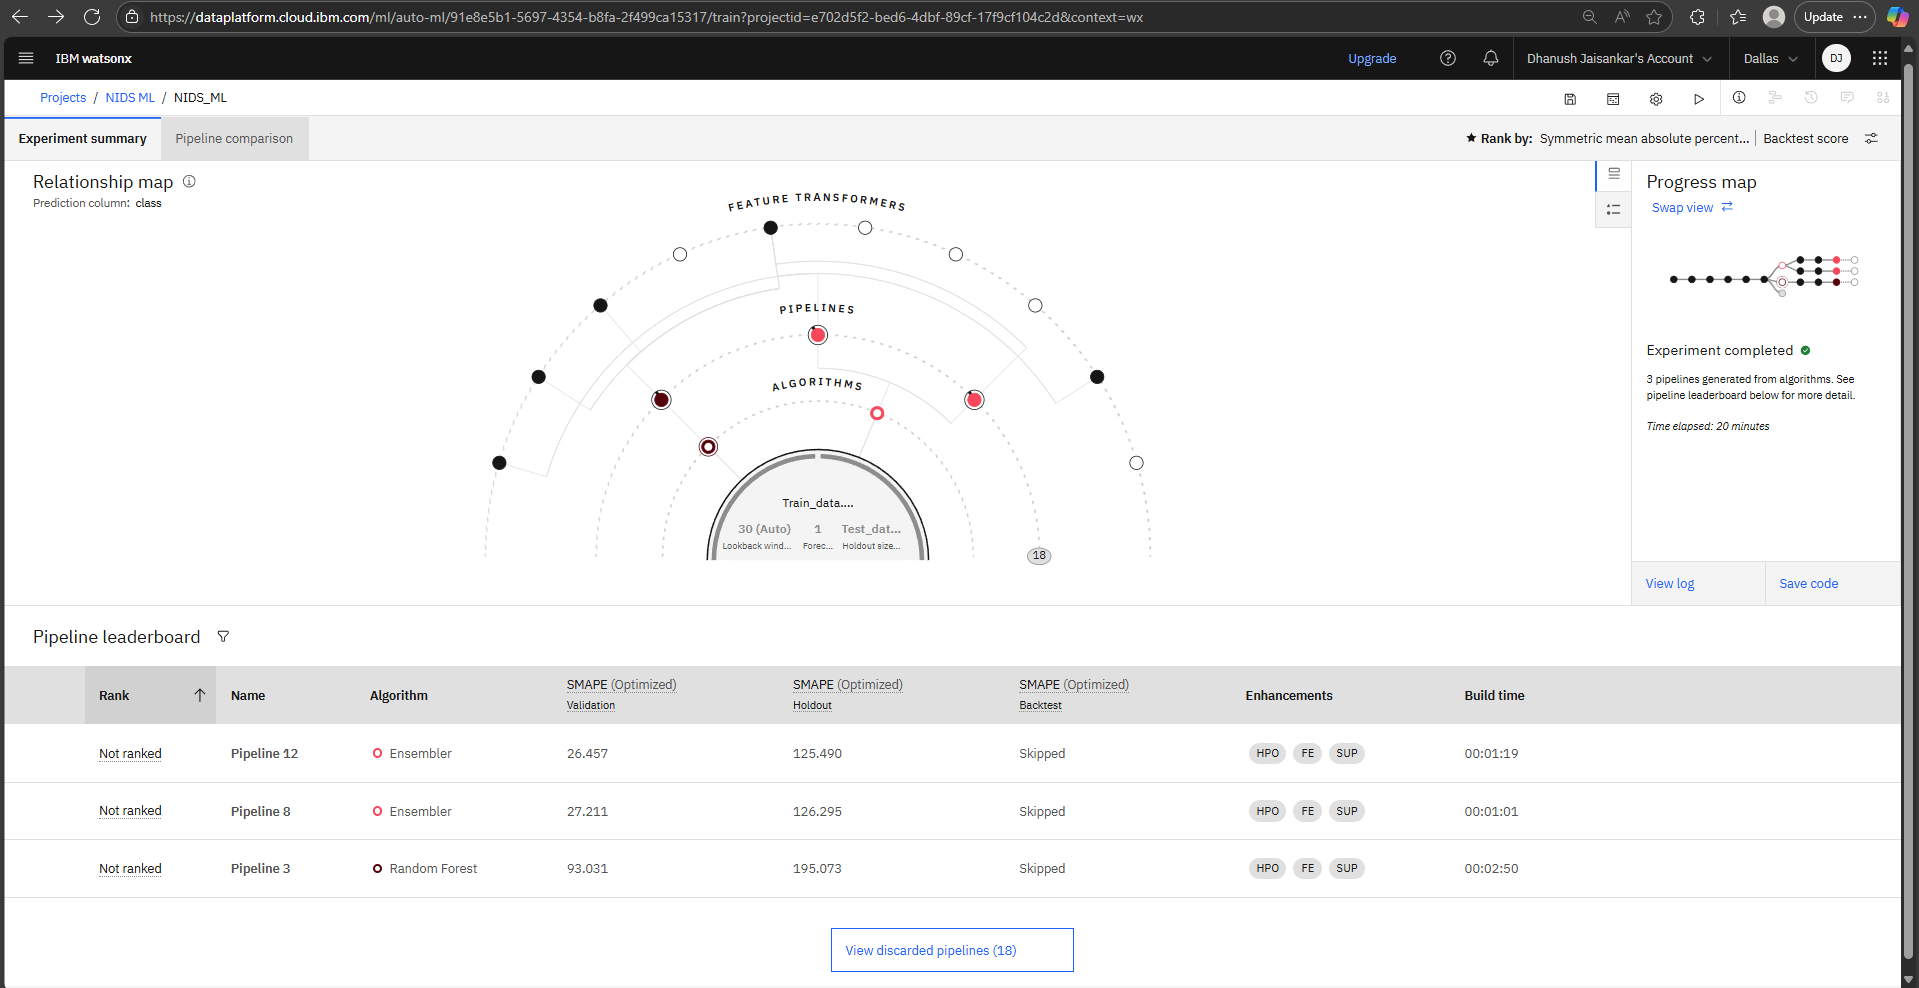 https://dataplatform.cloud.ibm.com/ml/auto-ml/91e8e5b1-5697-4354-b8fa-2f499ca15317/train?projectid=e702d5f2-bed6-4dbf-89cf-17f9cf104c2d&context=wx
Update
IBM watsonx
Upgrade
Dhanush Jaisankar's Account
Dallas
DJ
Projects / NIDS ML / NIDS_ML
Experiment summary
Pipeline comparison
Rank by: Symmetric mean absolute percent... | Backtest score
Relationship map
Prediction column: class
FEATURE TRANSFORMERS
PIPELINES
ALGORITHMS
Train_data....
30 (Auto) 1 Test_dat...
Lookback wind... Forec... Holdout size...
18
Progress map
Swap view
Experiment completed
3 pipelines generated from algorithms. See
pipeline leaderboard below for more detail.
Time elapsed: 20 minutes
View log
Save code
Pipeline leaderboard
Rank Name Algorithm SMAPE (Optimized) Validation SMAPE (Optimized) Holdout SMAPE (Optimized) Backtest Enhancements Build time
Not ranked Pipeline 12 Ensembler 26.457 125.490 Skipped HPO FE SUP 00:01:19
Not ranked Pipeline 8 Ensembler 27.211 126.295 Skipped HPO FE SUP 00:01:01
Not ranked Pipeline 3 Random Forest 93.031 195.073 Skipped HPO FE SUP 00:02:50
View discarded pipelines (18)